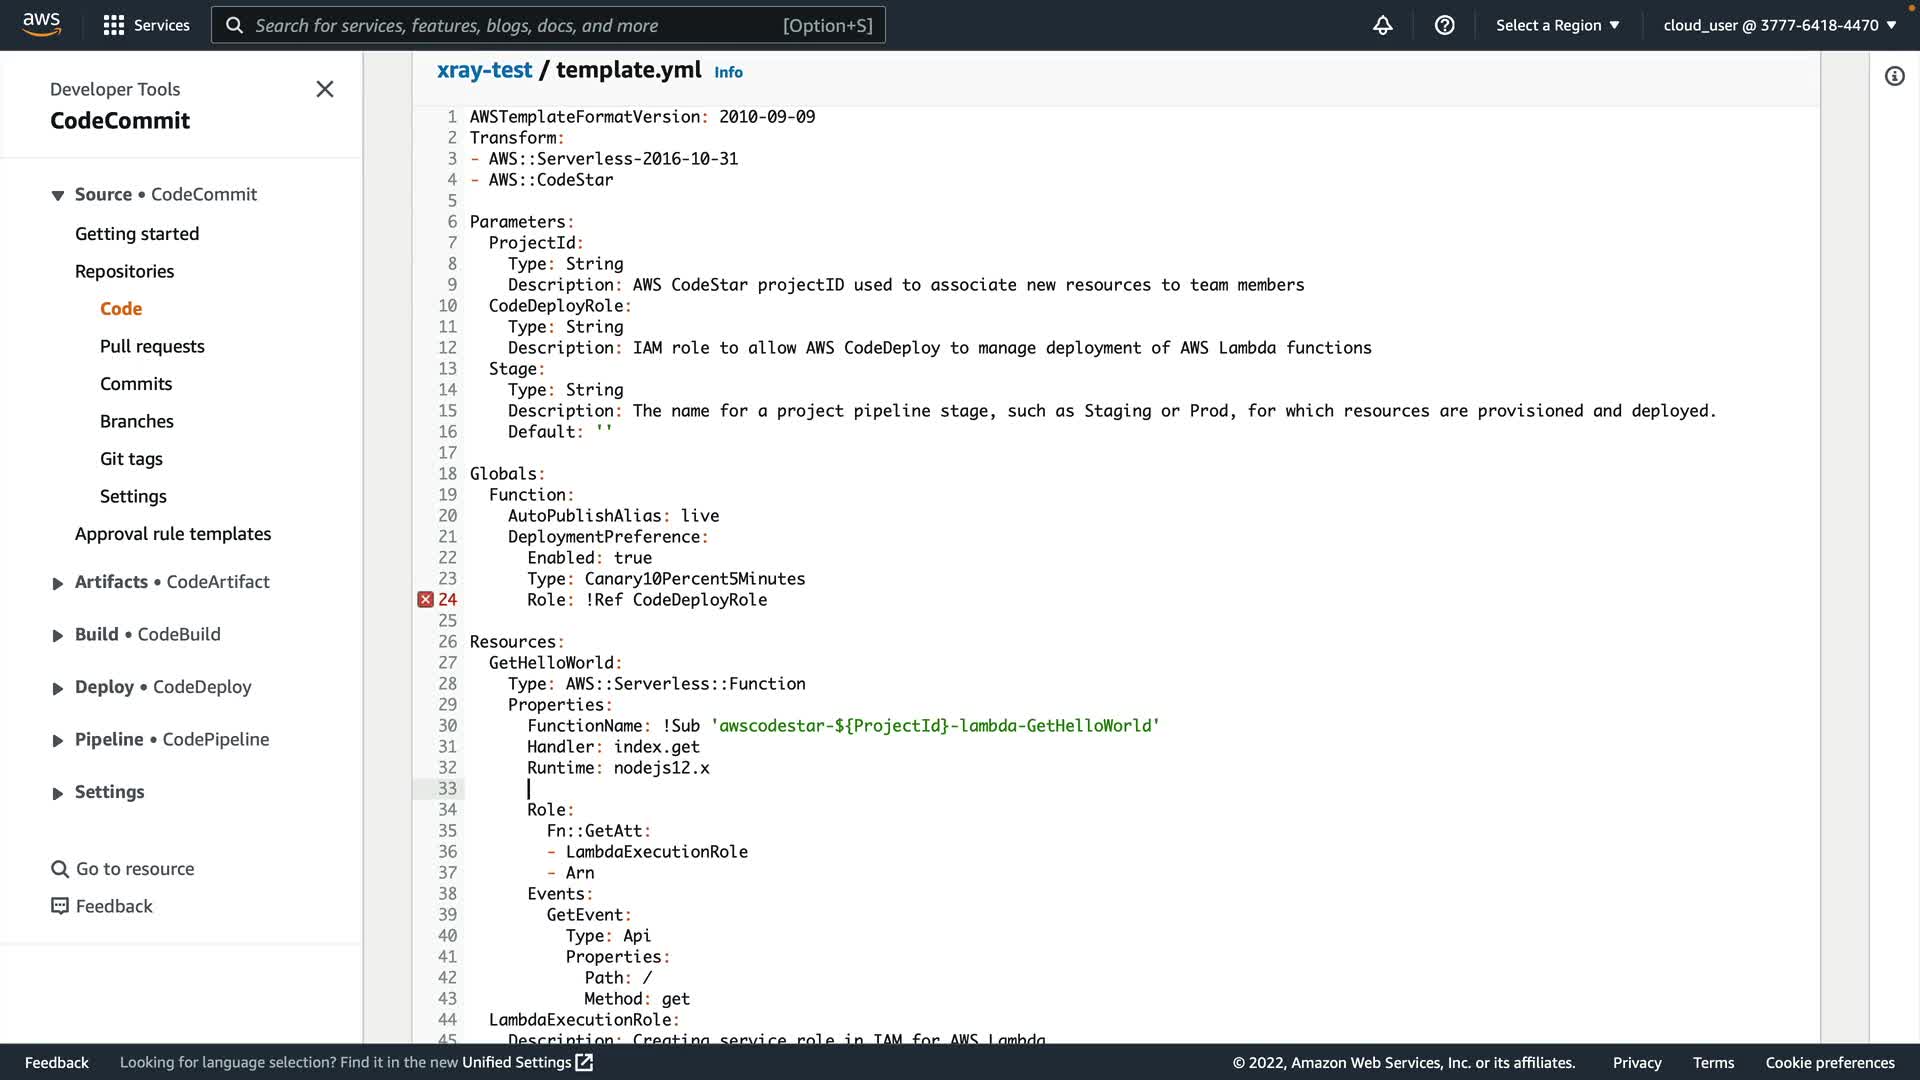 aws
Services
Search for services, features, blogs, docs, and more
[Option+S]
Select a Region
cloud_user @ 3777-6418-4470
Developer Tools
CodeCommit
Source • CodeCommit
Getting started
Repositories
Code
Pull requests
Commits
Branches
Git tags
Settings
Approval rule templates
Artifacts • CodeArtifact
Build • CodeBuild
Deploy • CodeDeploy
Pipeline • CodePipeline
Settings
Go to resource
Feedback
xray-test / template.yml Info
1 AWSTemplateFormatVersion: 2010-09-09
2 Transform:
3 - AWS::Serverless-2016-10-31
4 - AWS::CodeStar
5
6 Parameters:
7 ProjectId:
8 Type: String
9 Description: AWS CodeStar projectID used to associate new resources to team members
10 CodeDeployRole:
11 Type: String
12 Description: IAM role to allow AWS CodeDeploy to manage deployment of AWS Lambda functions
13 Stage:
14 Type: String
15 Description: The name for a project pipeline stage, such as Staging or Prod, for which resources are provisioned and deployed.
16 Default: ''
17
18 Globals:
19 Function:
20 AutoPublishAlias: live
21 DeploymentPreference:
22 Enabled: true
23 Type: Canary10Percent5Minutes
24 Role: !Ref CodeDeployRole
25
26 Resources:
27 GetHelloWorld:
28 Type: AWS::Serverless::Function
29 Properties:
30 FunctionName: !Sub 'awscodestar-${ProjectId}-lambda-GetHelloWorld'
31 Handler: index.get
32 Runtime: nodejs12.x
33
34 Role:
35 Fn::GetAtt:
36 - LambdaExecutionRole
37 - Arn
38 Events:
39 GetEvent:
40 Type: Api
41 Properties:
42 Path: /
43 Method: get
44 LambdaExecutionRole:
45 Description: Creating service role in IAM for AWS Lambda
Feedback
Looking for language selection? Find it in the new Unified Settings
© 2022, Amazon Web Services, Inc. or its affiliates.
Privacy
Terms
Cookie preferences